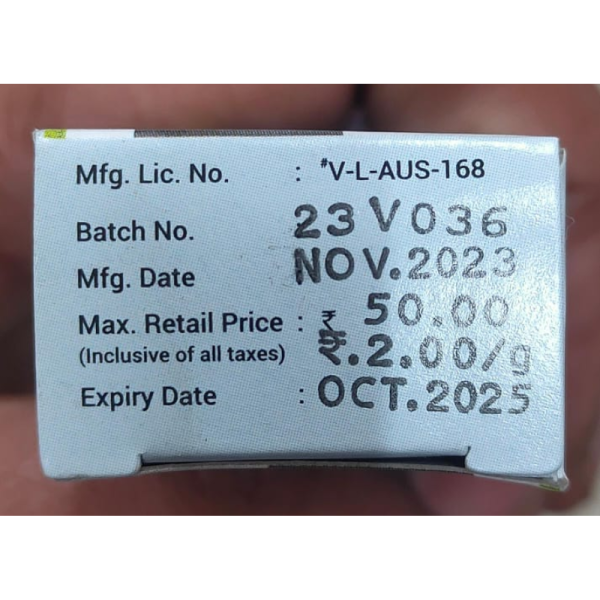 Mfg. Lic. No. : #V-L-AUS-168
Batch No. 23V036
Mfg. Date NOV.2023
Max. Retail Price : ₹ 50.00
(Inclusive of all taxes) ₹.2.00/g
Expiry Date : OCT.2025